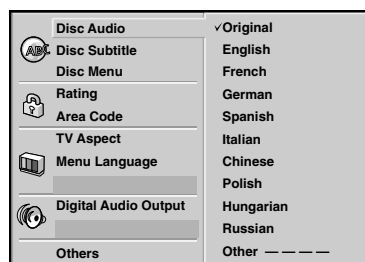 Disc Audio
Disc Subtitle
Disc Menu
Rating
Area Code
TV Aspect
Menu Language
Digital Audio Output
Others
✓Original
English
French
German
Spanish
Italian
Chinese
Polish
Hungarian
Russian
Other — — — —
ABC